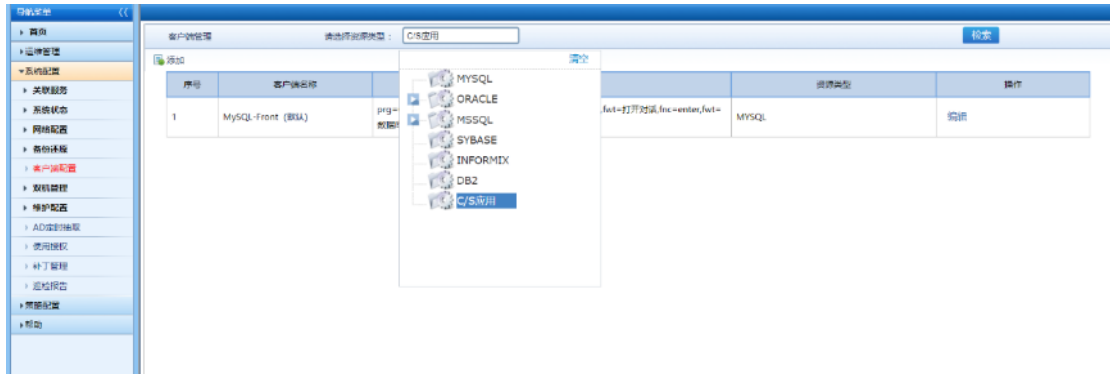 导航菜单
首页
运维管理
系统配置
关联服务
系统状态
网络配置
备份还原
客户端配置
双机管理
维护配置
AD定时抽取
使用授权
补丁管理
巡检报告
策略配置
帮助
客户端管理 请选择资源类型： C/S应用 检索
添加 清空
序号 客户端名称 资源类型 操作
1 MySQL-Front（默认） prg= ,fwt=打开对话,fnc=enter,fwt= MYSQL 编辑
MYSQL
ORACLE
MSSQL
SYBASE
INFORMIX
DB2
C/S应用